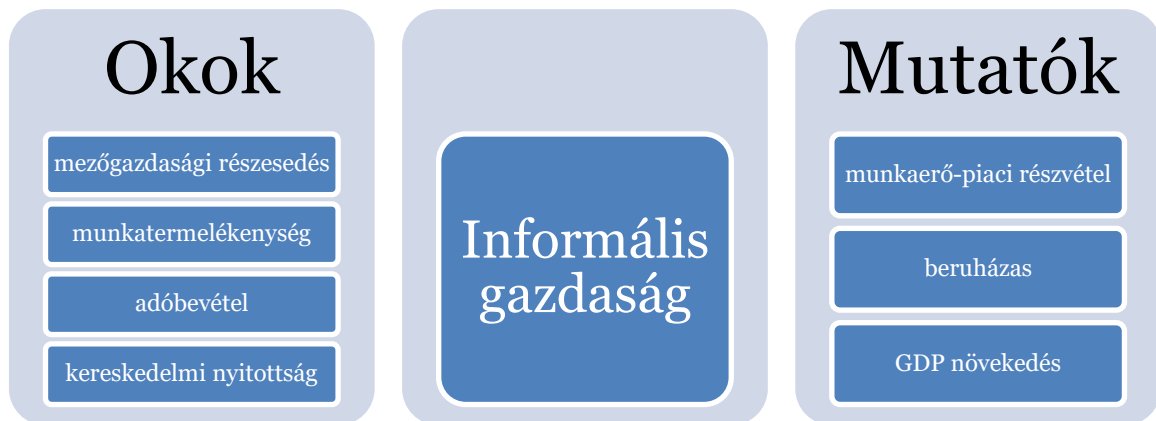 Okok
mezőgazdasági részesedés
munkatermelékenység
adóbevétel
kereskedelmi nyitottság
Informális
gazdaság
Mutatók
munkaerő-piaci részvétel
beruházas
GDP növekedés